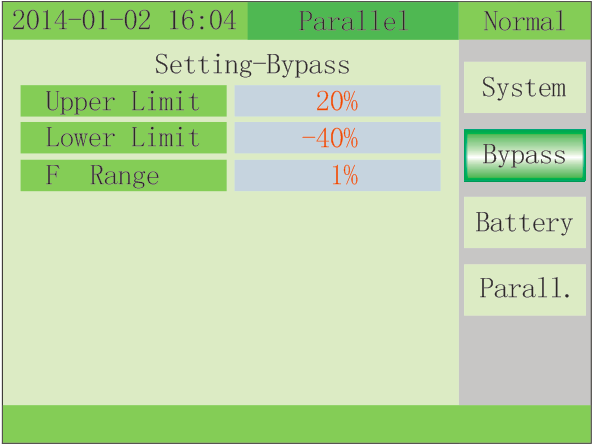 2014-01-02 16:04 Parallel Normal
Setting-Bypass
Upper Limit 20%
Lower Limit -40%
F Range 1%
System
Bypass
Battery
Parall.